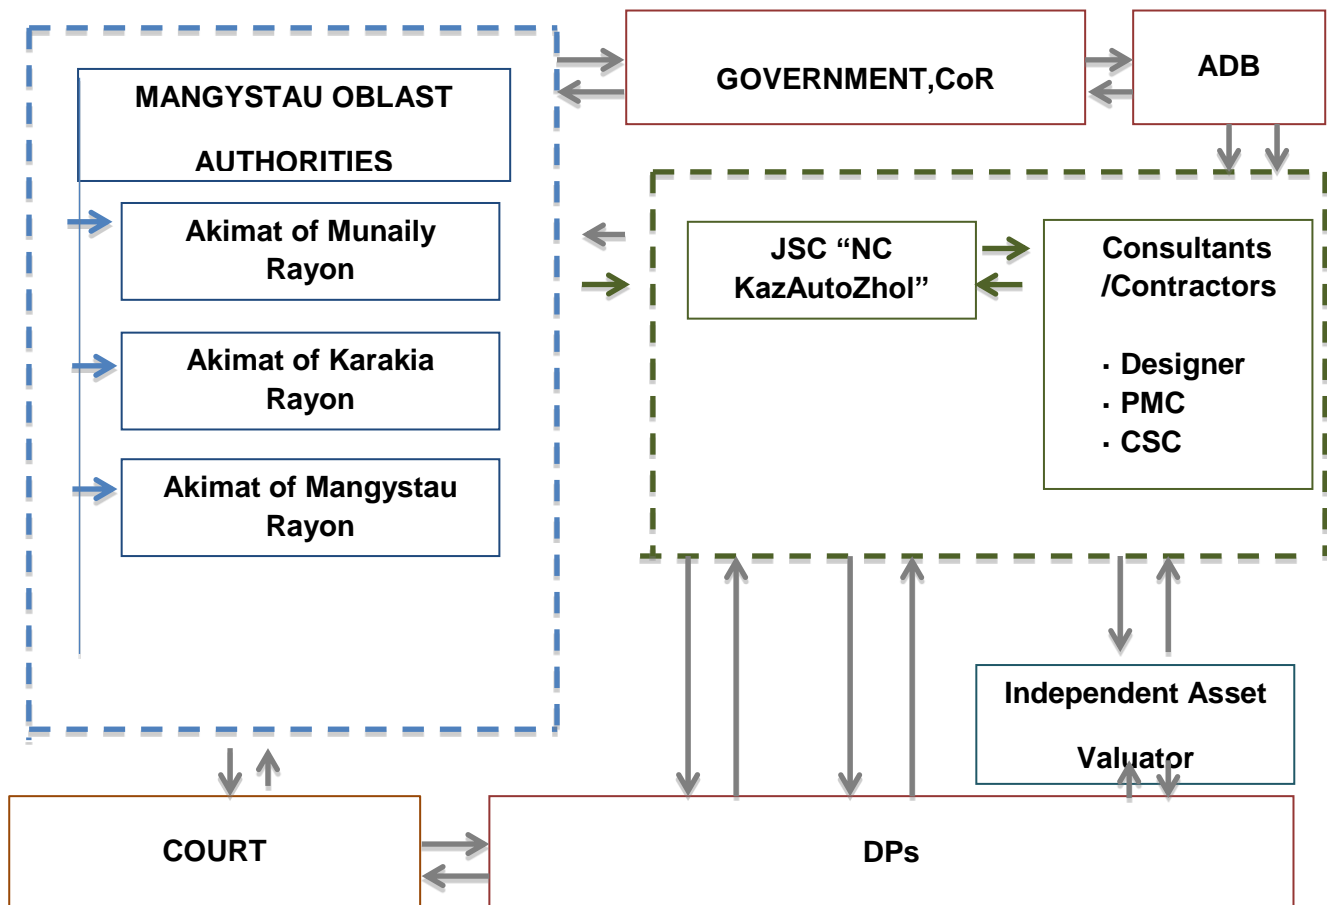 MANGYSTAU OBLAST
AUTHORITIES
Akimat of Munaily
Rayon
Akimat of Karakia
Rayon
Akimat of Mangystau
Rayon
GOVERNMENT,CoR
ADB
JSC “NC
KazAutoZhol”
Consultants
/Contractors
· Designer
· PMC
· CSC
Independent Asset
Valuator
COURT
DPs